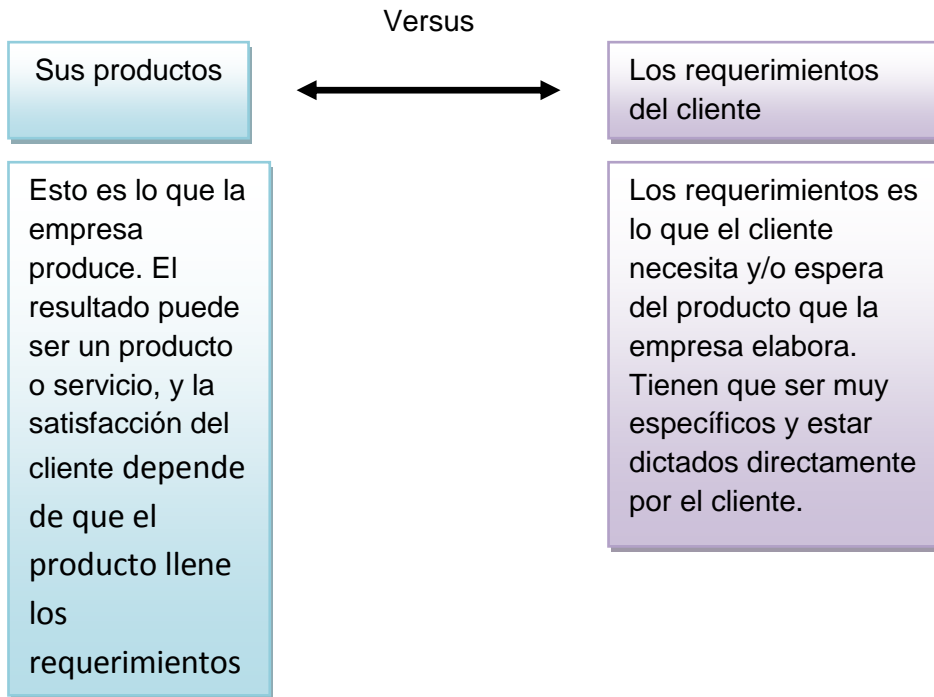 Versus
Sus productos
Los requerimientos
del cliente
Esto es lo que la
empresa
produce. El
resultado puede
ser un producto
o servicio, y la
satisfacción del
cliente depende
de que el
producto llene
los
requerimientos
Los requerimientos es
lo que el cliente
necesita y/o espera
del producto que la
empresa elabora.
Tienen que ser muy
específicos y estar
dictados directamente
por el cliente.